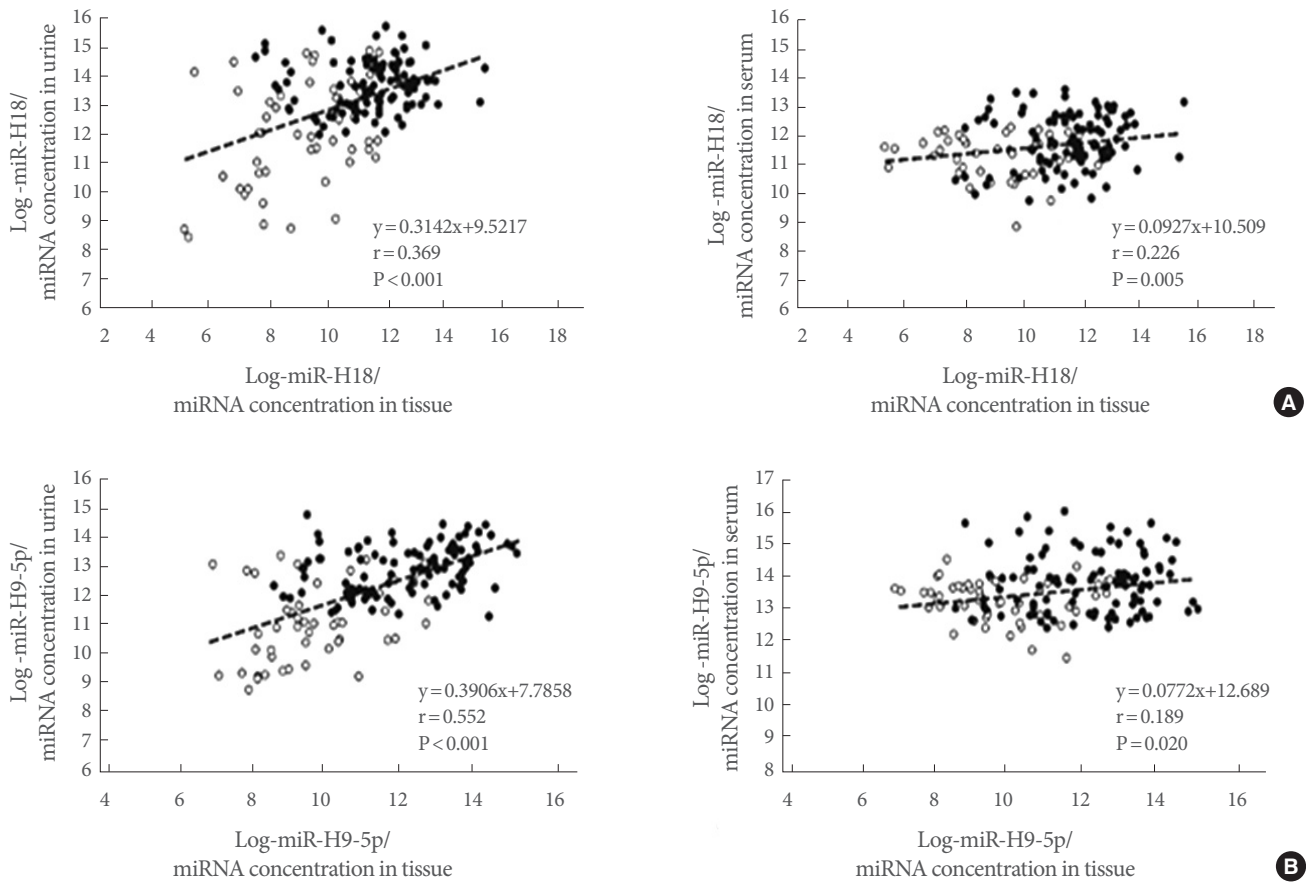 16
15
14
13
12
11
10
9
8
7
6
Log -miR-H18/
miRNA concentration in urine
y=0.3142x+9.5217
r=0.369
P<0.001
2 4 6 8 10 12 14 16 18
Log-miR-H18/
miRNA concentration in tissue
16
15
14
13
12
11
10
9
8
7
6
Log -miR-H18/
miRNA concentration in serum
y=0.0927x+10.509
r=0.226
P=0.005
2 4 6 8 10 12 14 16 18
Log-miR-H18/
miRNA concentration in tissue
A
16
15
14
13
12
11
10
9
8
7
6
Log -miR-H9-5p/
miRNA concentration in urine
y=0.3906x+7.7858
r=0.552
P<0.001
4 6 8 10 12 14 16
Log-miR-H9-5p/
miRNA concentration in tissue
17
16
15
14
13
12
11
10
9
8
Log -miR-H9-5p/
miRNA concentration in serum
y=0.0772x+12.689
r=0.189
P=0.020
4 6 8 10 12 14 16
Log-miR-H9-5p/
miRNA concentration in tissue
B